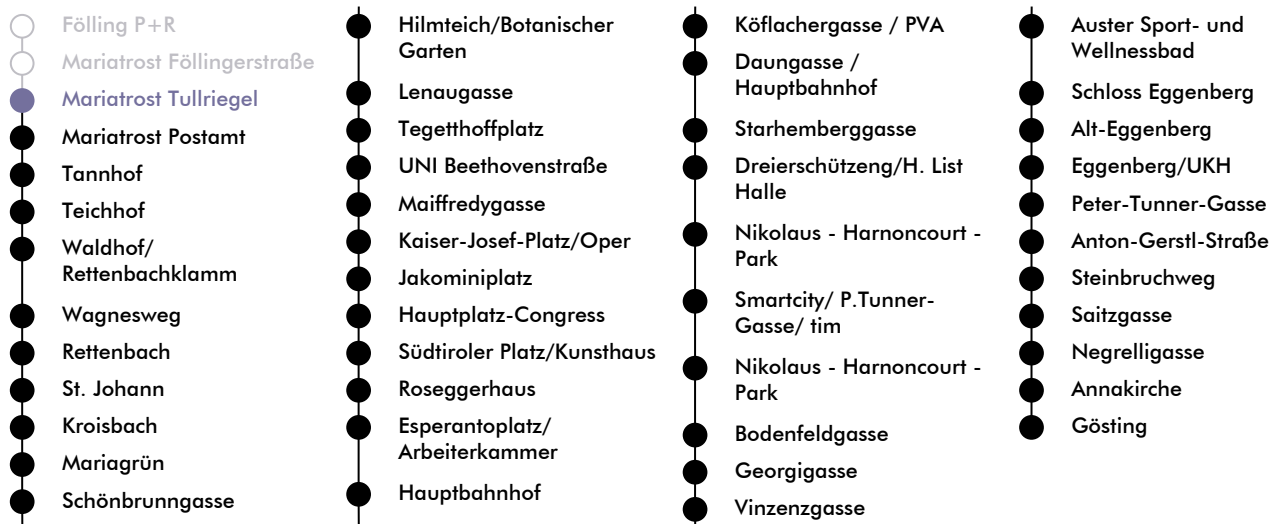 Fölling P+R
Mariatrost Föllingerstraße
Mariatrost Tullriegel
Mariatrost Postamt
Tannhof
Teichhof
Waldhof/
Rettenbachklamm
Wagnesweg
Rettenbach
St. Johann
Kroisbach
Mariagrün
Schönbrunngasse
Hilmteich/Botanischer
Garten
Lenaugasse
Tegetthoffplatz
UNI Beethovenstraße
Maiffredygasse
Kaiser-Josef-Platz/Oper
Jakominiplatz
Hauptplatz-Congress
Südtiroler Platz/Kunsthaus
Roseggerhaus
Esperantoplatz/
Arbeiterkammer
Hauptbahnhof
Köflachergasse / PVA
Daungasse /
Hauptbahnhof
Starhemberggasse
Dreierschützeng/H. List
Halle
Nikolaus - Harnoncourt -
Park
Smartcity/ P.Tunner-
Gasse/ tim
Nikolaus - Harnoncourt -
Park
Bodenfeldgasse
Georgigasse
Vinzenzgasse
Auster Sport- und
Wellnessbad
Schloss Eggenberg
Alt-Eggenberg
Eggenberg/UKH
Peter-Tunner-Gasse
Anton-Gerstl-Straße
Steinbruchweg
Saitzgasse
Negrelligasse
Annakirche
Gösting